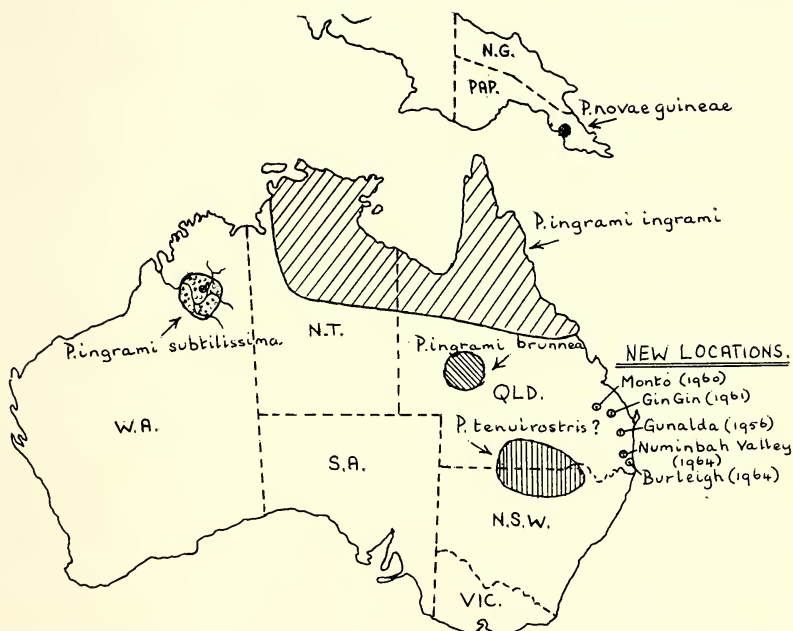 N.G.
PAP.
P. novae guineae
P. ingrami ingrami
P. ingrami subtilissima.
N.T.
P. ingrami brunnea
NEW LOCATIONS.
Monto (1960)
Gin Gin (1961)
QLD.
W.A.
P. tenuirostris?
Gunalda (1956)
Numinbah Valley
(1964)
S.A.
Burleigh (1964)
N.S.W.
VIC.